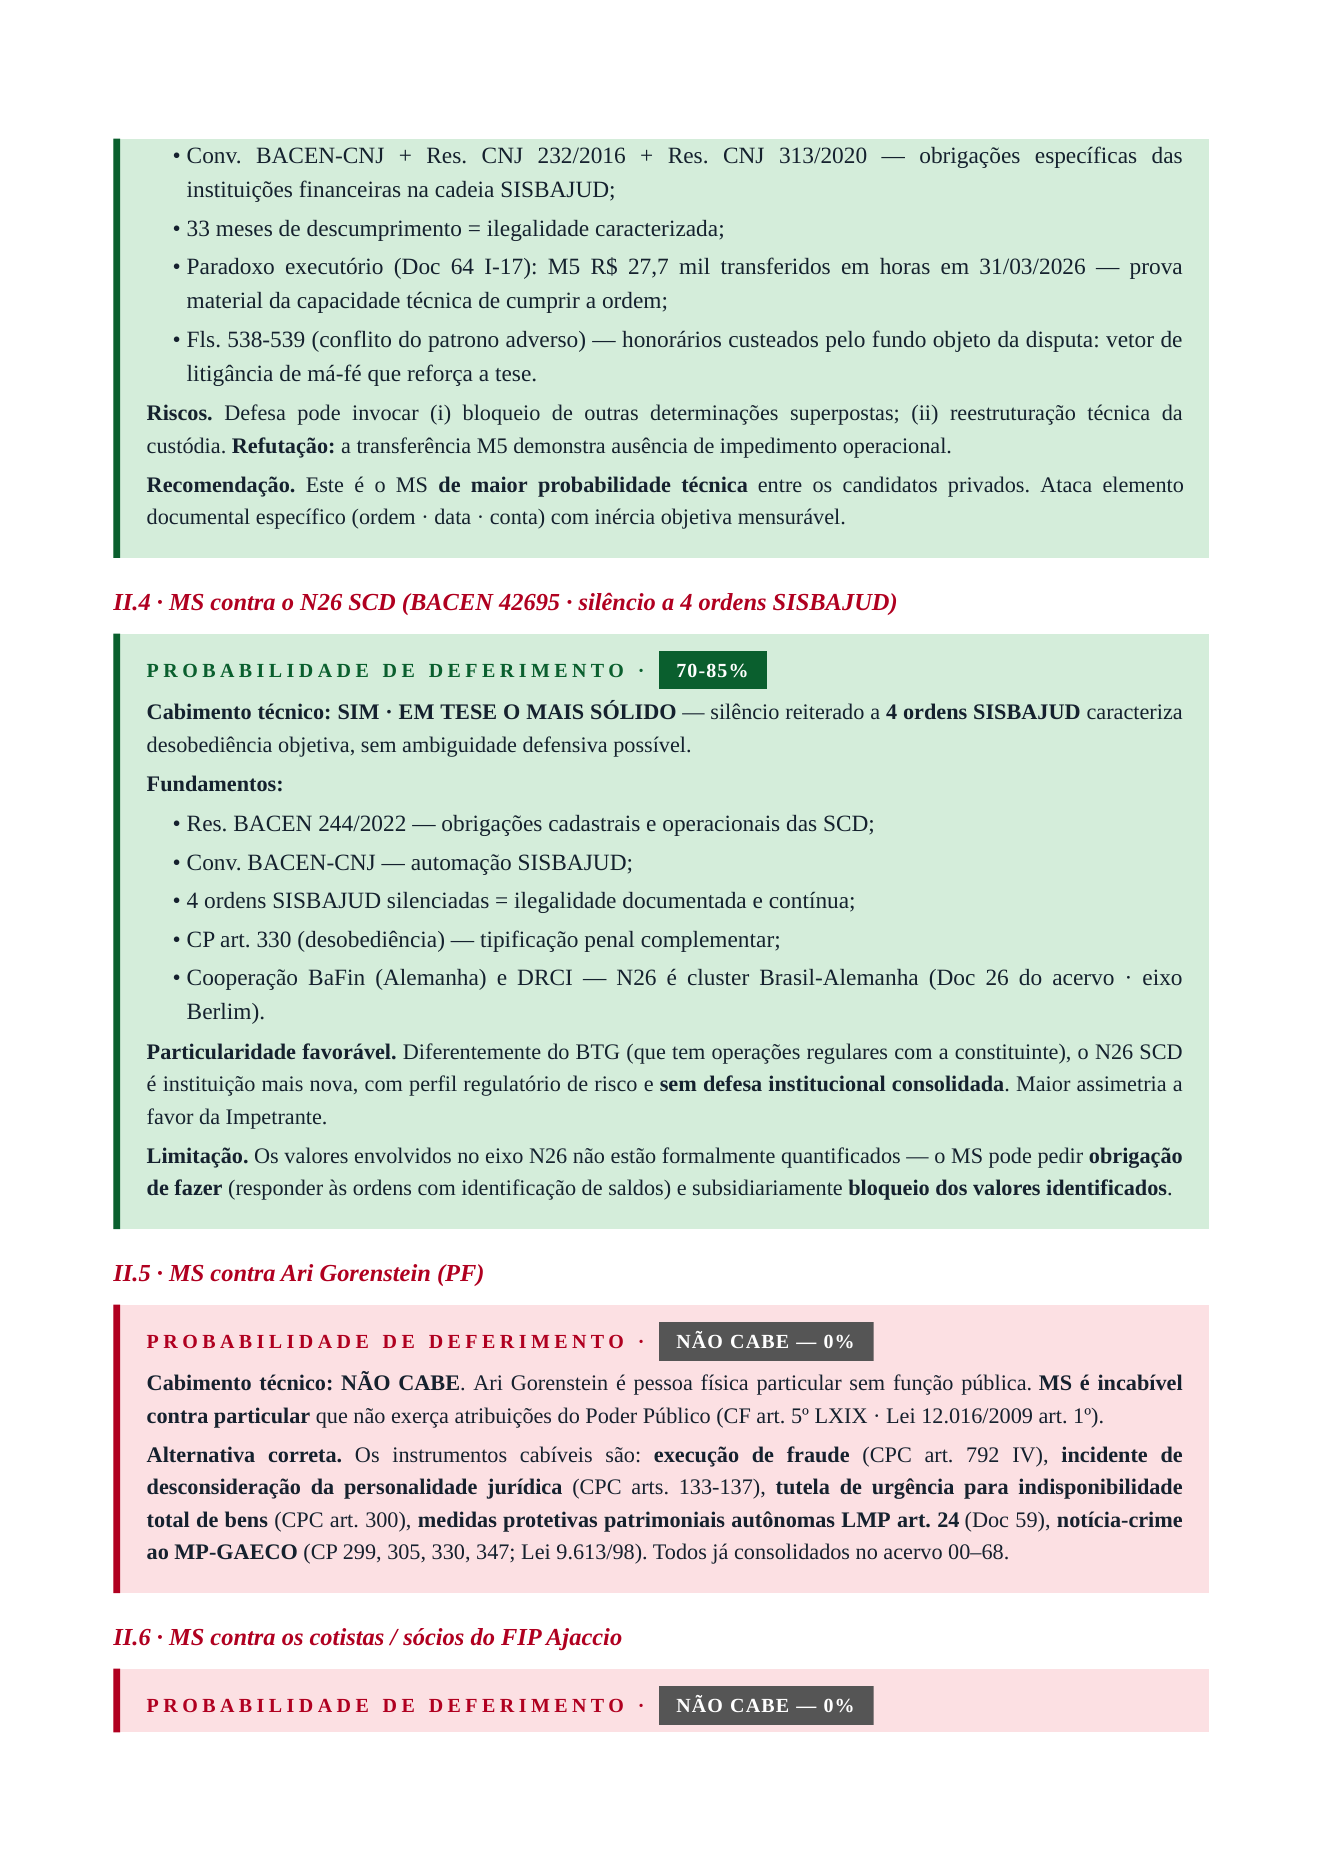 • Conv. BACEN-CNJ + Res. CNJ 232/2016 + Res. CNJ 313/2020 — obrigações específicas das
instituições financeiras na cadeia SISBAJUD;
• 33 meses de descumprimento = ilegalidade caracterizada;
• Paradoxo executório (Doc 64 I-17): M5 R$ 27,7 mil transferidos em horas em 31/03/2026 — prova
material da capacidade técnica de cumprir a ordem;
• Fls. 538-539 (conflito do patrono adverso) — honorários custeados pelo fundo objeto da disputa: vetor de
litigância de má-fé que reforça a tese.
Riscos. Defesa pode invocar (i) bloqueio de outras determinações superpostas; (ii) reestruturação técnica da
custódia. Refutação: a transferência M5 demonstra ausência de impedimento operacional.
Recomendação. Este é o MS de maior probabilidade técnica entre os candidatos privados. Ataca elemento
documental específico (ordem · data · conta) com inércia objetiva mensurável.
II.4 · MS contra o N26 SCD (BACEN 42695 · silêncio a 4 ordens SISBAJUD)
PROBABILIDADE DE DEFERIMENTO · 70-85%
Cabimento técnico: SIM · EM TESE O MAIS SÓLIDO — silêncio reiterado a 4 ordens SISBAJUD caracteriza
desobediência objetiva, sem ambiguidade defensiva possível.
Fundamentos:
• Res. BACEN 244/2022 — obrigações cadastrais e operacionais das SCD;
• Conv. BACEN-CNJ — automação SISBAJUD;
• 4 ordens SISBAJUD silenciadas = ilegalidade documentada e contínua;
• CP art. 330 (desobediência) — tipificação penal complementar;
• Cooperação BaFin (Alemanha) e DRCI — N26 é cluster Brasil-Alemanha (Doc 26 do acervo · eixo
Berlim).
Particularidade favorável. Diferentemente do BTG (que tem operações regulares com a constituinte), o N26 SCD
é instituição mais nova, com perfil regulatório de risco e sem defesa institucional consolidada. Maior assimetria a
favor da Impetrante.
Limitação. Os valores envolvidos no eixo N26 não estão formalmente quantificados — o MS pode pedir obrigação
de fazer (responder às ordens com identificação de saldos) e subsidiariamente bloqueio dos valores identificados.
II.5 · MS contra Ari Gorenstein (PF)
PROBABILIDADE DE DEFERIMENTO · NÃO CABE — 0%
Cabimento técnico: NÃO CABE. Ari Gorenstein é pessoa física particular sem função pública. MS é incabível
contra particular que não exerça atribuições do Poder Público (CF art. 5º LXIX · Lei 12.016/2009 art. 1º).
Alternativa correta. Os instrumentos cabíveis são: execução de fraude (CPC art. 792 IV), incidente de
desconsideração da personalidade jurídica (CPC arts. 133-137), tutela de urgência para indisponibilidade
total de bens (CPC art. 300), medidas protetivas patrimoniais autônomas LMP art. 24 (Doc 59), notícia-crime
ao MP-GAECO (CP 299, 305, 330, 347; Lei 9.613/98). Todos já consolidados no acervo 00–68.
II.6 · MS contra os cotistas / sócios do FIP Ajaccio
PROBABILIDADE DE DEFERIMENTO · NÃO CABE — 0%